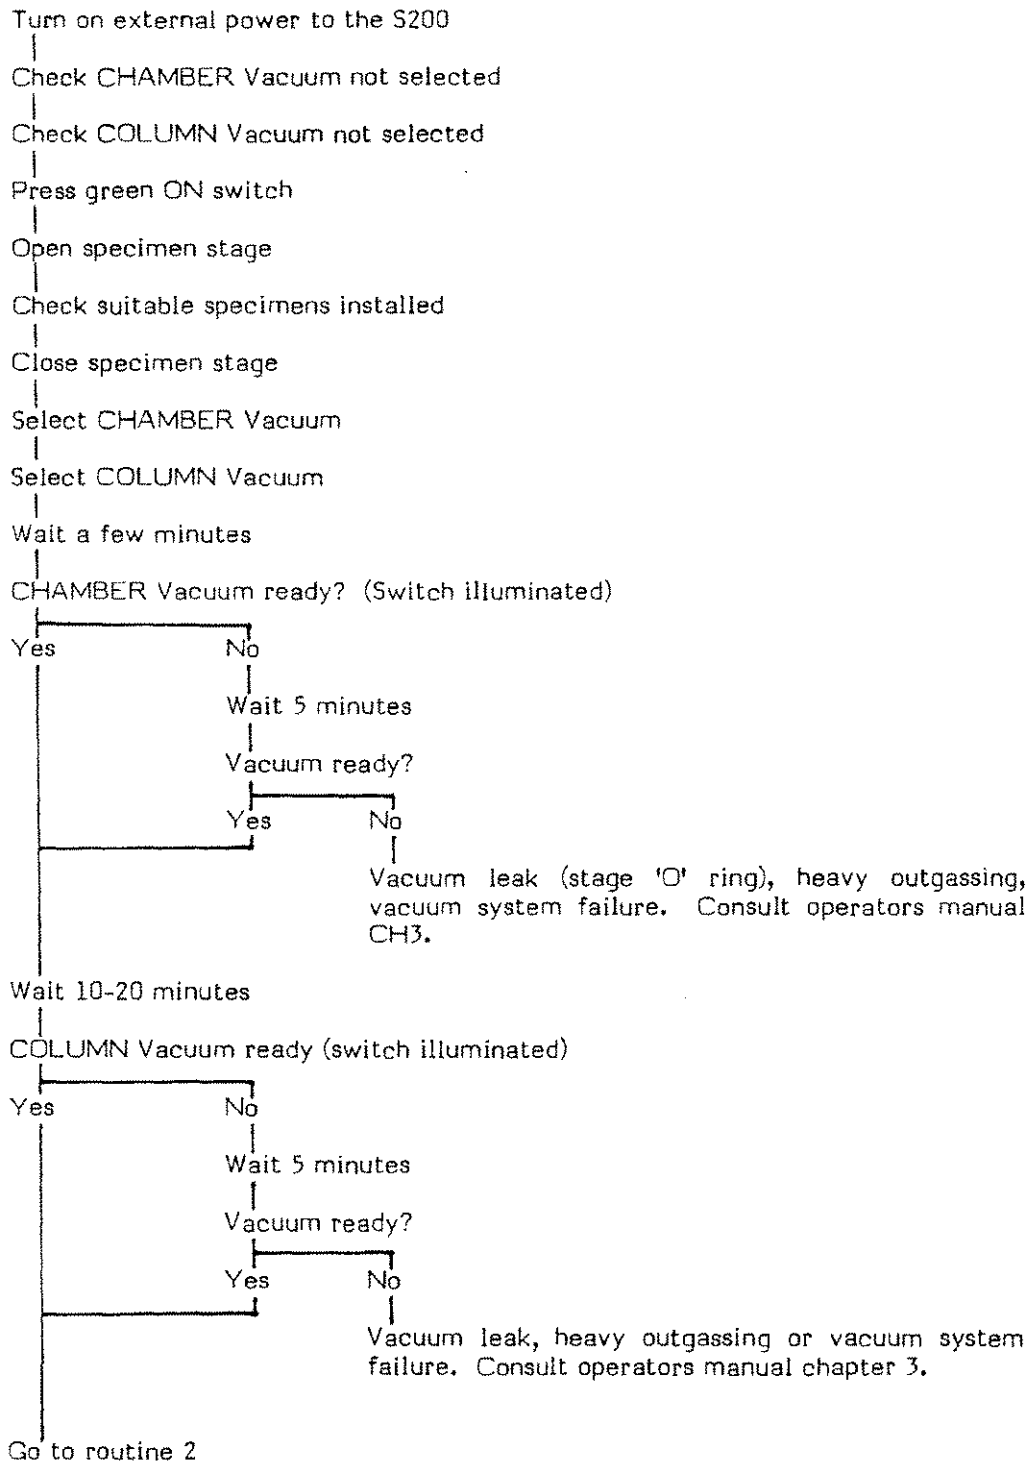 Turn on external power to the S200
Check CHAMBER Vacuum not selected
Check COLUMN Vacuum not selected
Press green ON switch
Open specimen stage
Check suitable specimens installed
Close specimen stage
Select CHAMBER Vacuum
Select COLUMN Vacuum
Wait a few minutes
CHAMBER Vacuum ready? (Switch illuminated)
Yes No
Wait 5 minutes
Vacuum ready?
Yes No
Vacuum leak (stage 'O' ring), heavy outgassing,
vacuum system failure. Consult operators manual
CH3.
Wait 10-20 minutes
COLUMN Vacuum ready (switch illuminated)
Yes No
Wait 5 minutes
Vacuum ready?
Yes No
Vacuum leak, heavy outgassing or vacuum system
failure. Consult operators manual chapter 3.
Go to routine 2